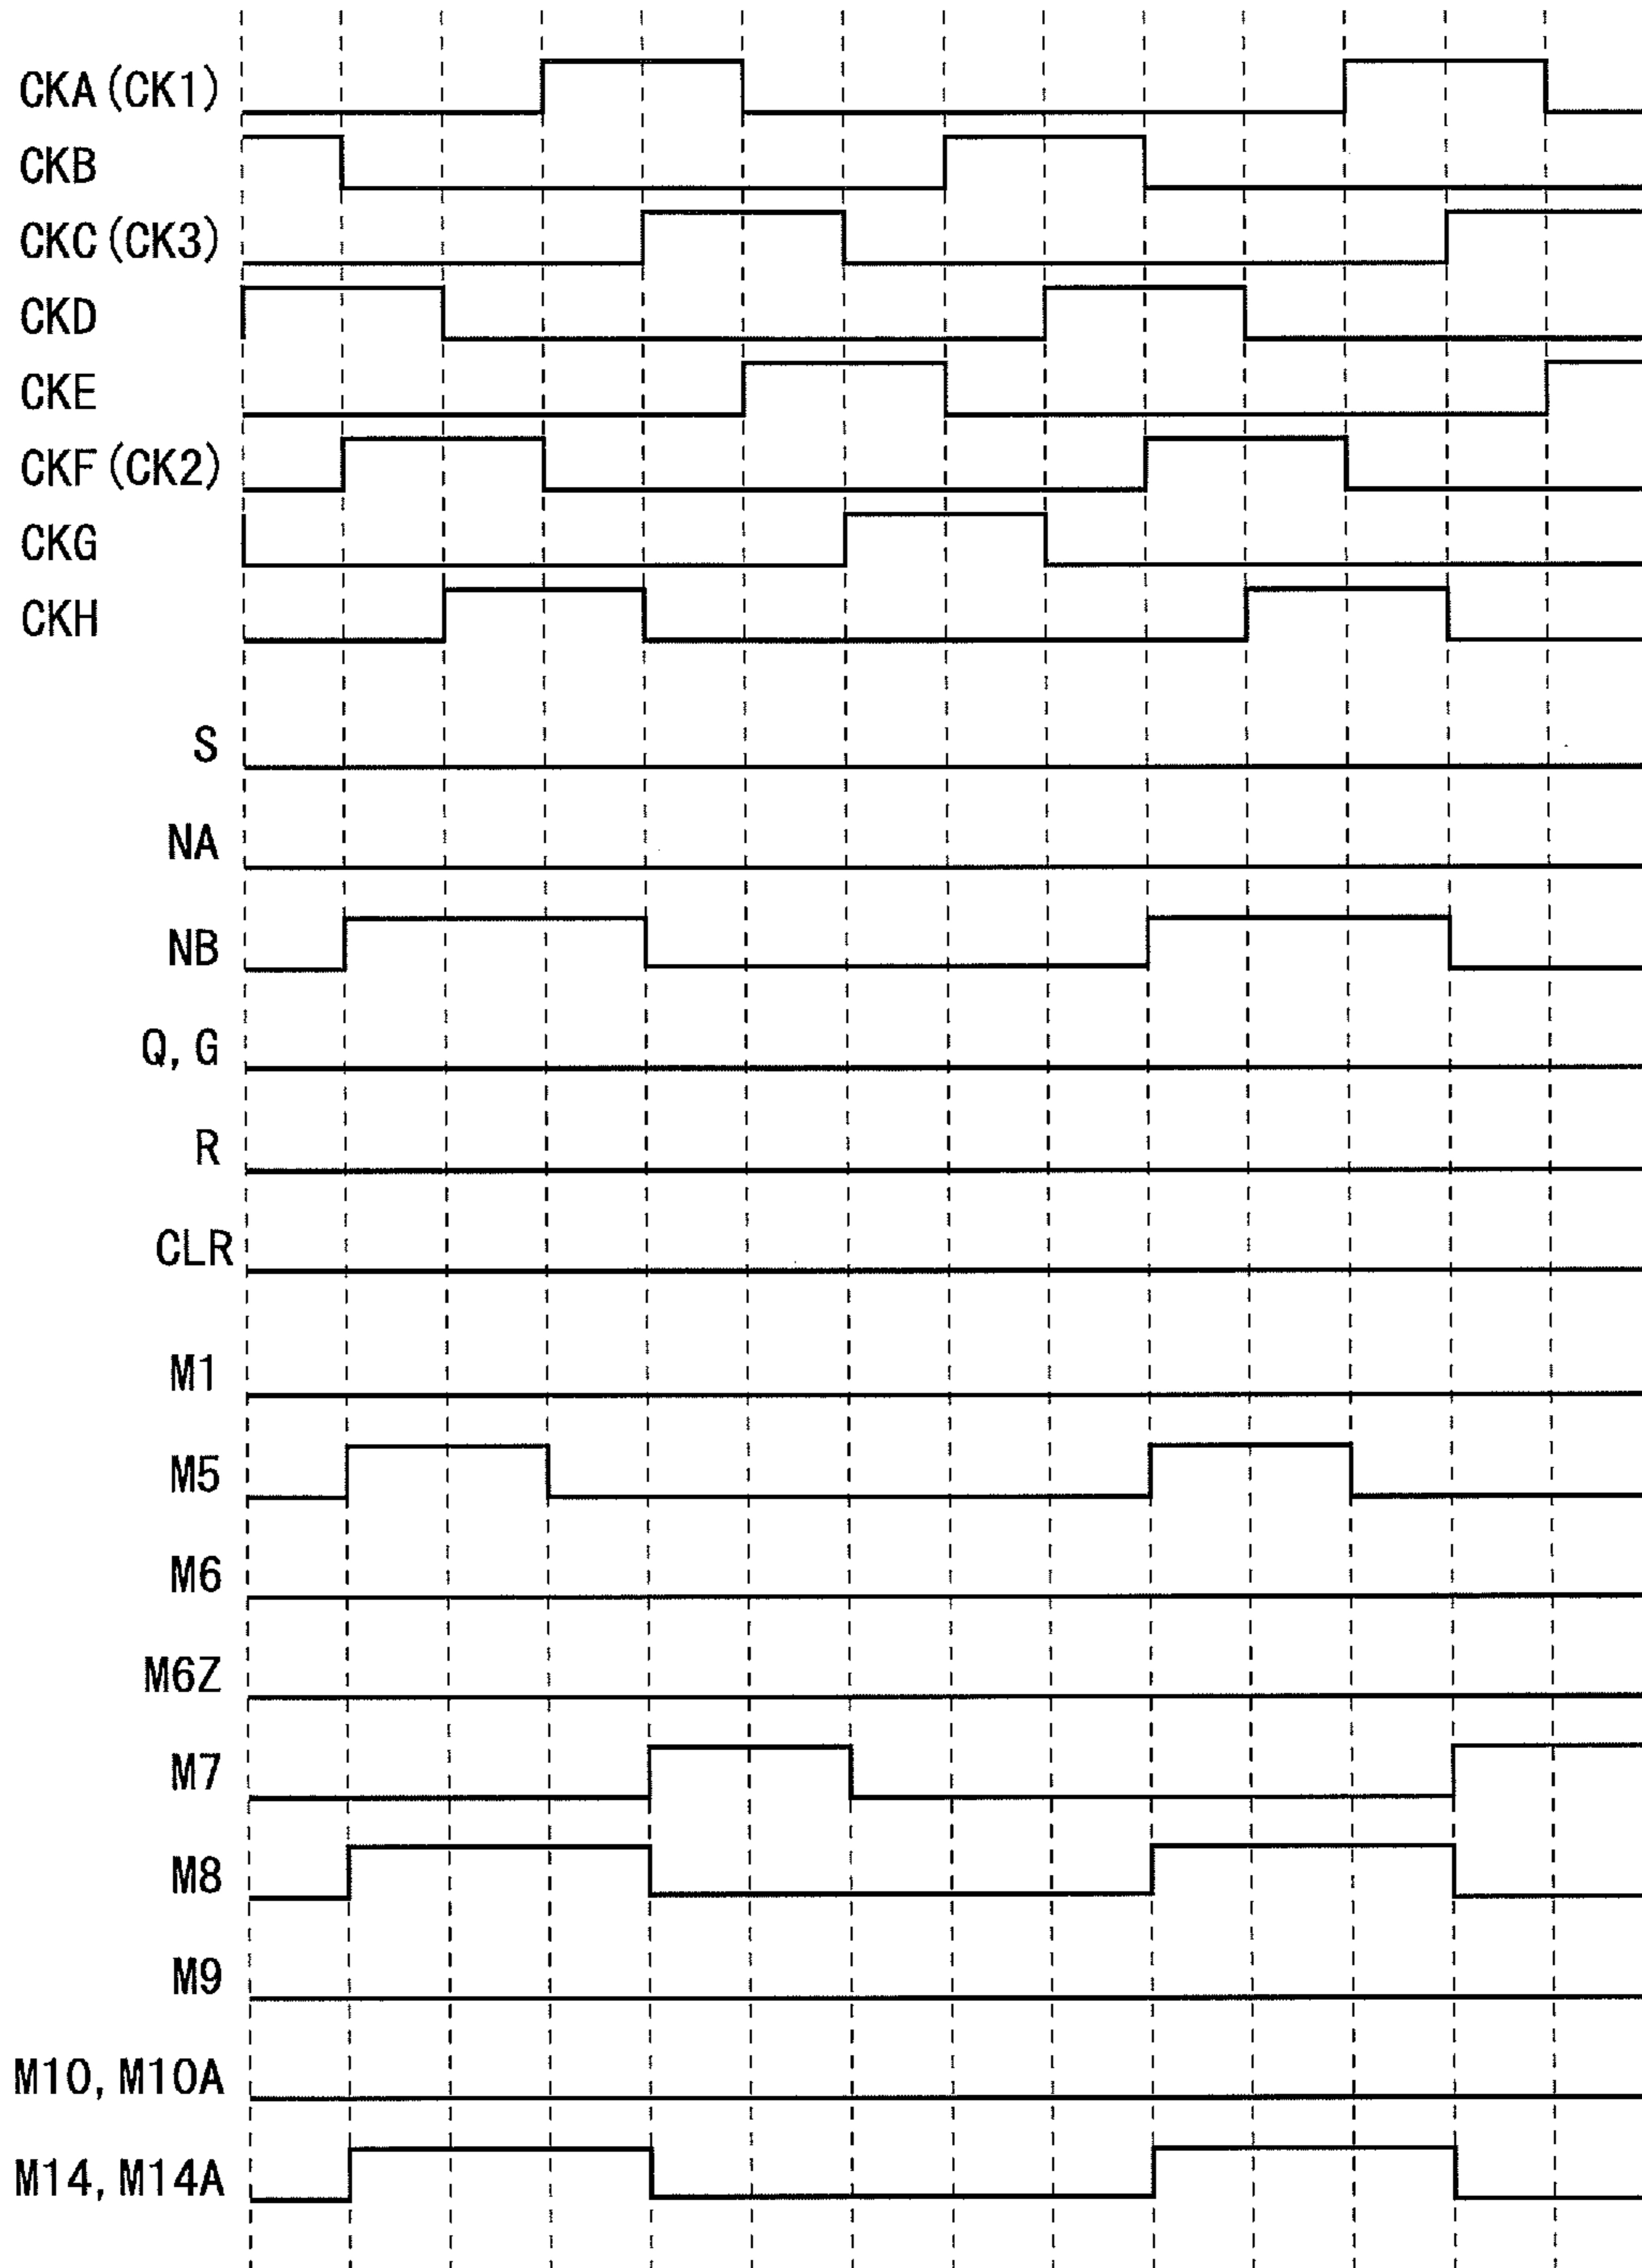 CKA(CK1)
CKB
CKC(CK3)
CKD
CKE
CKF(CK2)
CKG
CKH
S
NA
NB
Q, G
R
CLR
M1
M5
M6
M6Z
M7
M8
M9
M10, M10A
M14, M14A